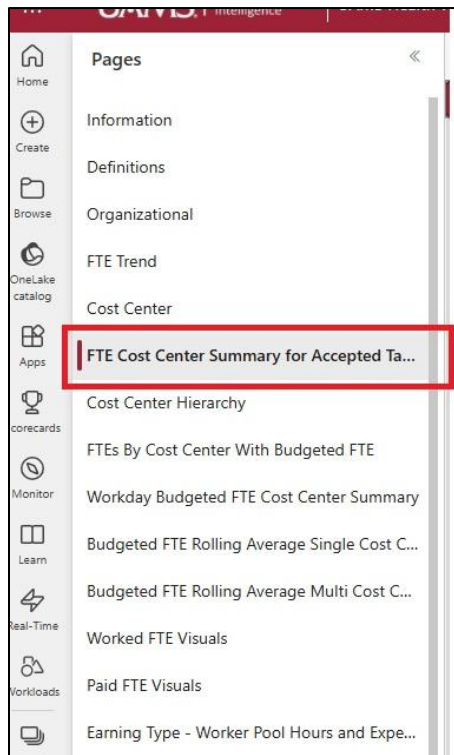 Intelligence
Home
Create
Browse
OneLake
catalog
Apps
corecards
Monitor
Learn
Real-Time
Workloads
Pages
Information
Definitions
Organizational
FTE Trend
Cost Center
FTE Cost Center Summary for Accepted Ta...
Cost Center Hierarchy
FTEs By Cost Center With Budgeted FTE
Workday Budgeted FTE Cost Center Summary
Budgeted FTE Rolling Average Single Cost C...
Budgeted FTE Rolling Average Multi Cost C...
Worked FTE Visuals
Paid FTE Visuals
Earning Type - Worker Pool Hours and Expe...